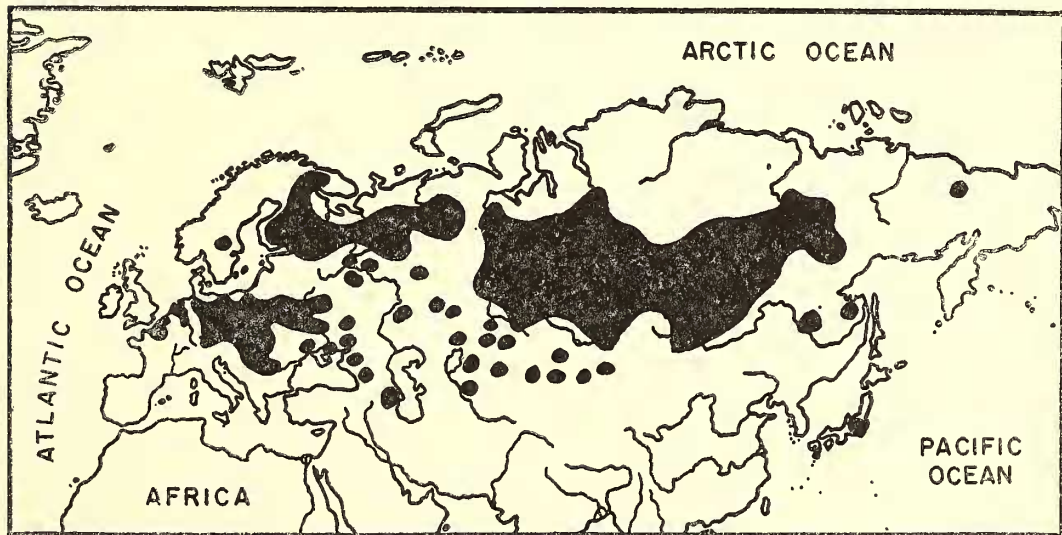 ARCTIC OCEAN
ATLANTIC OCEAN
AFRICA
PACIFIC
OCEAN